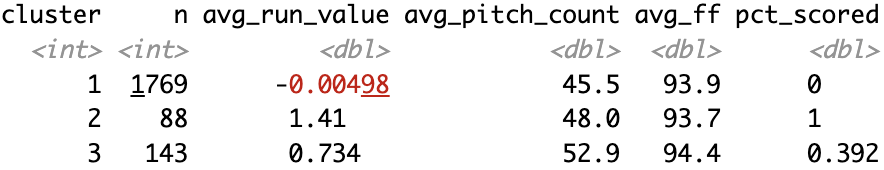 cluster n avg_run_value avg_pitch_count avg_ff pct_scored
<int> <int> <dbl> <dbl> <dbl> <dbl>
1 1769 -0.00498 45.5 93.9 0
2 88 1.41 48.0 93.7 1
3 143 0.734 52.9 94.4 0.392